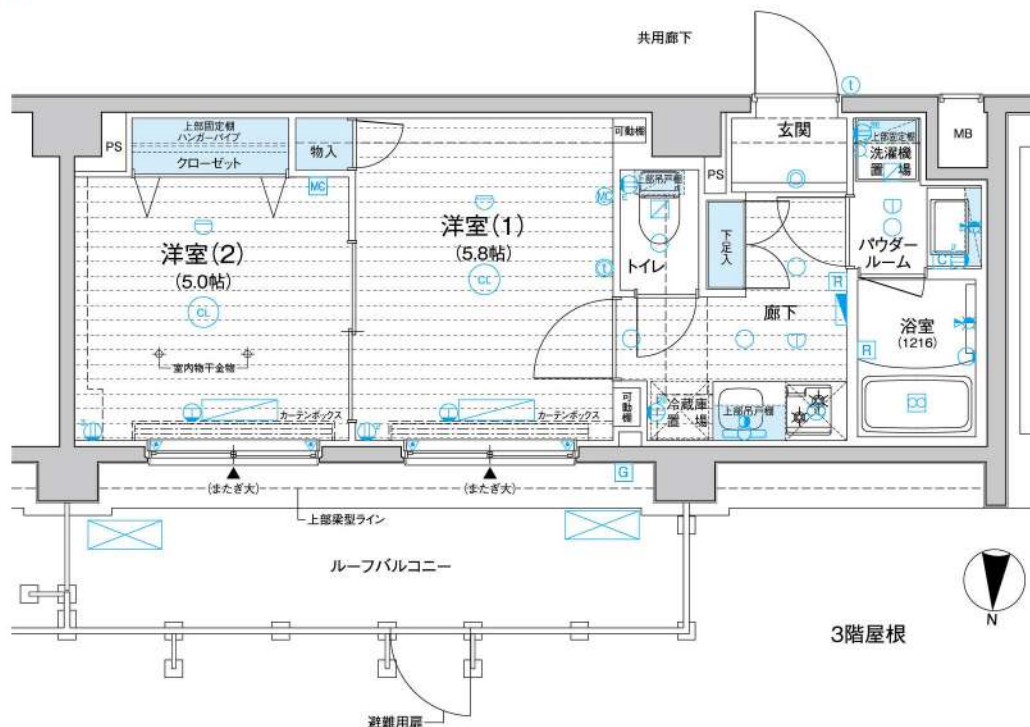 共用廊下
t
PS
上部固定棚
ハンガーパイプ
クローゼット
物入
可動棚
玄関
上部固定棚
洗濯機
置場
MB
MC
MC
PS
上部吊戸棚
洋室(1)
(5.8帖)
CL
洋室(2)
(5.0帖)
CL
t
トイレ
下足入
パウダー
ルーム
C
R
廊下
浴室
(1216)
R
室内物干金物
カーテンボックス
カーテンボックス
可動棚
冷蔵庫
置場
上部吊戸棚
(またぎ大)
(またぎ大)
G
上部梁型ライン
ルーフバルコニー
N
3階屋根
避難用扉